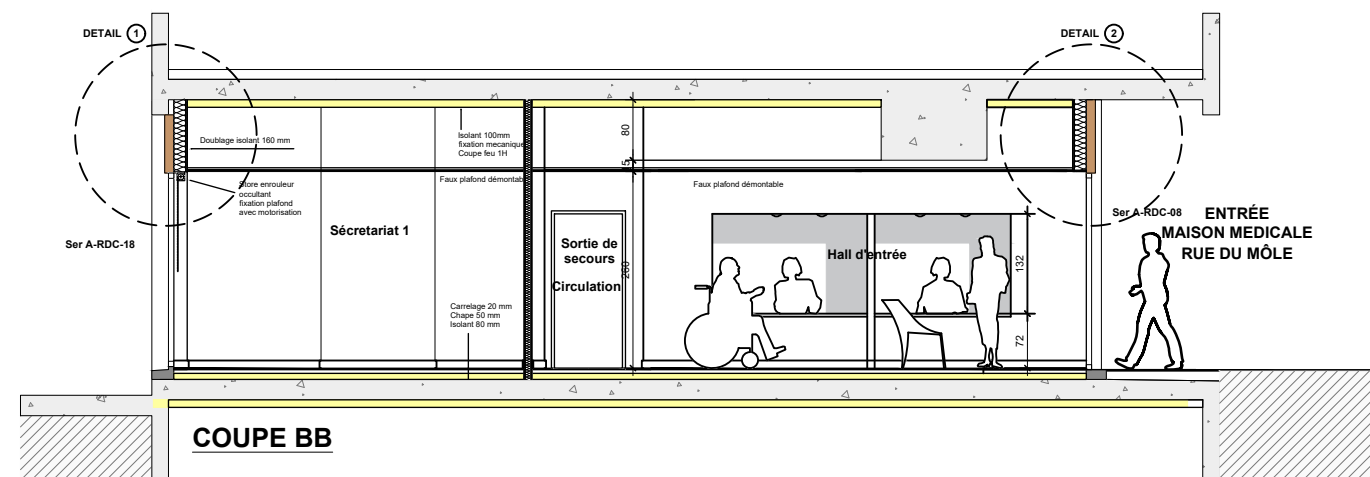 DETAIL 1
DETAIL 2
Doublage isolant 160 mm
Isolant 100mm
fixation mecanique
Coupe feu 1H
80
15
Store enrouleur
occultant
fixation plafond
avec motorisation
Faux plafond démontable
Faux plafond démontable
Ser A-RDC-18
Sécretariat 1
Sortie de
secours
Circulation
260
Hall d'entrée
132
72
Ser A-RDC-08
ENTRÉE
MAISON MEDICALE
RUE DU MÔLE
Carrelage 20 mm
Chape 50 mm
Isolant 80 mm
COUPE BB